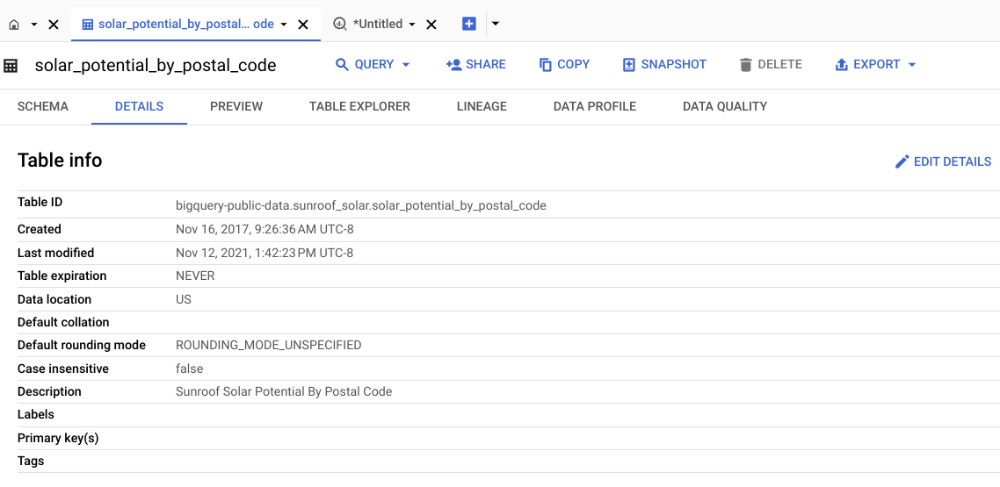 solar_potential_by_postal… ode *Untitled
solar_potential_by_postal_code QUERY SHARE COPY SNAPSHOT DELETE EXPORT
SCHEMA DETAILS PREVIEW TABLE EXPLORER LINEAGE DATA PROFILE DATA QUALITY
Table info EDIT DETAILS
Table ID bigquery-public-data.sunroof_solar.solar_potential_by_postal_code
Created Nov 16, 2017, 9:26:36 AM UTC-8
Last modified Nov 12, 2021, 1:42:23 PM UTC-8
Table expiration NEVER
Data location US
Default collation
Default rounding mode ROUNDING_MODE_UNSPECIFIED
Case insensitive false
Description Sunroof Solar Potential By Postal Code
Labels
Primary key(s)
Tags